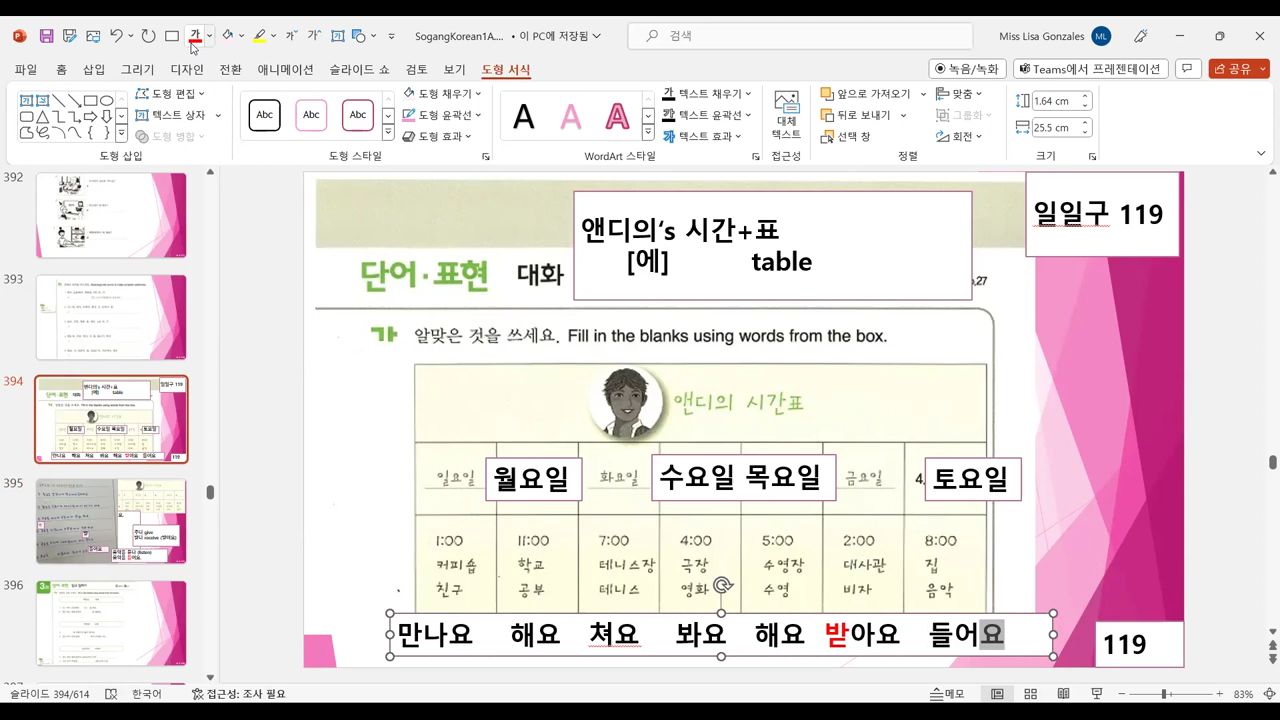 SogangKorean1A.... • 이 PC에 저장됨
검색
Miss Lisa Gonzales
ML
파일 홈 삽입 그리기 디자인 전환 애니메이션 슬라이드 쇼 검토 보기 도형 서식
녹음/녹화 Teams에서 프레젠테이션 공유
도형 편집 텍스트 상자 도형 병합
도형 삽입
Abc Abc Abc
도형 채우기 도형 윤곽선 도형 효과
도형 스타일
A A A
텍스트 채우기 텍스트 윤곽선 텍스트 효과
WordArt 스타일
대체 텍스트
접근성
앞으로 가져오기 뒤로 보내기 선택 창
맞춤 그룹화 회전
정렬
1.64 cm
25.5 cm
크기
392
393
394
395
396
일일구 119
앤디의's 시간+표
[에] table
단어·표현 대화
.27
가 알맞은 것을 쓰세요. Fill in the blanks using words from the box.
앤디의 시간표
일요일 월요일 화요일 수요일 목요일 금요일 토요일
1:00 11:00 7:00 4:00 5:00 2:00 8:00
커피숍 학교 테니스장 극장 수영장 대사관 집
친구 공부 테니스 영화 수영 비자 음악
만나요 해요 쳐요 봐요 해요 받아요 들어요
119
슬라이드 394/614 한국어 접근성: 조사 필요
메모
83%